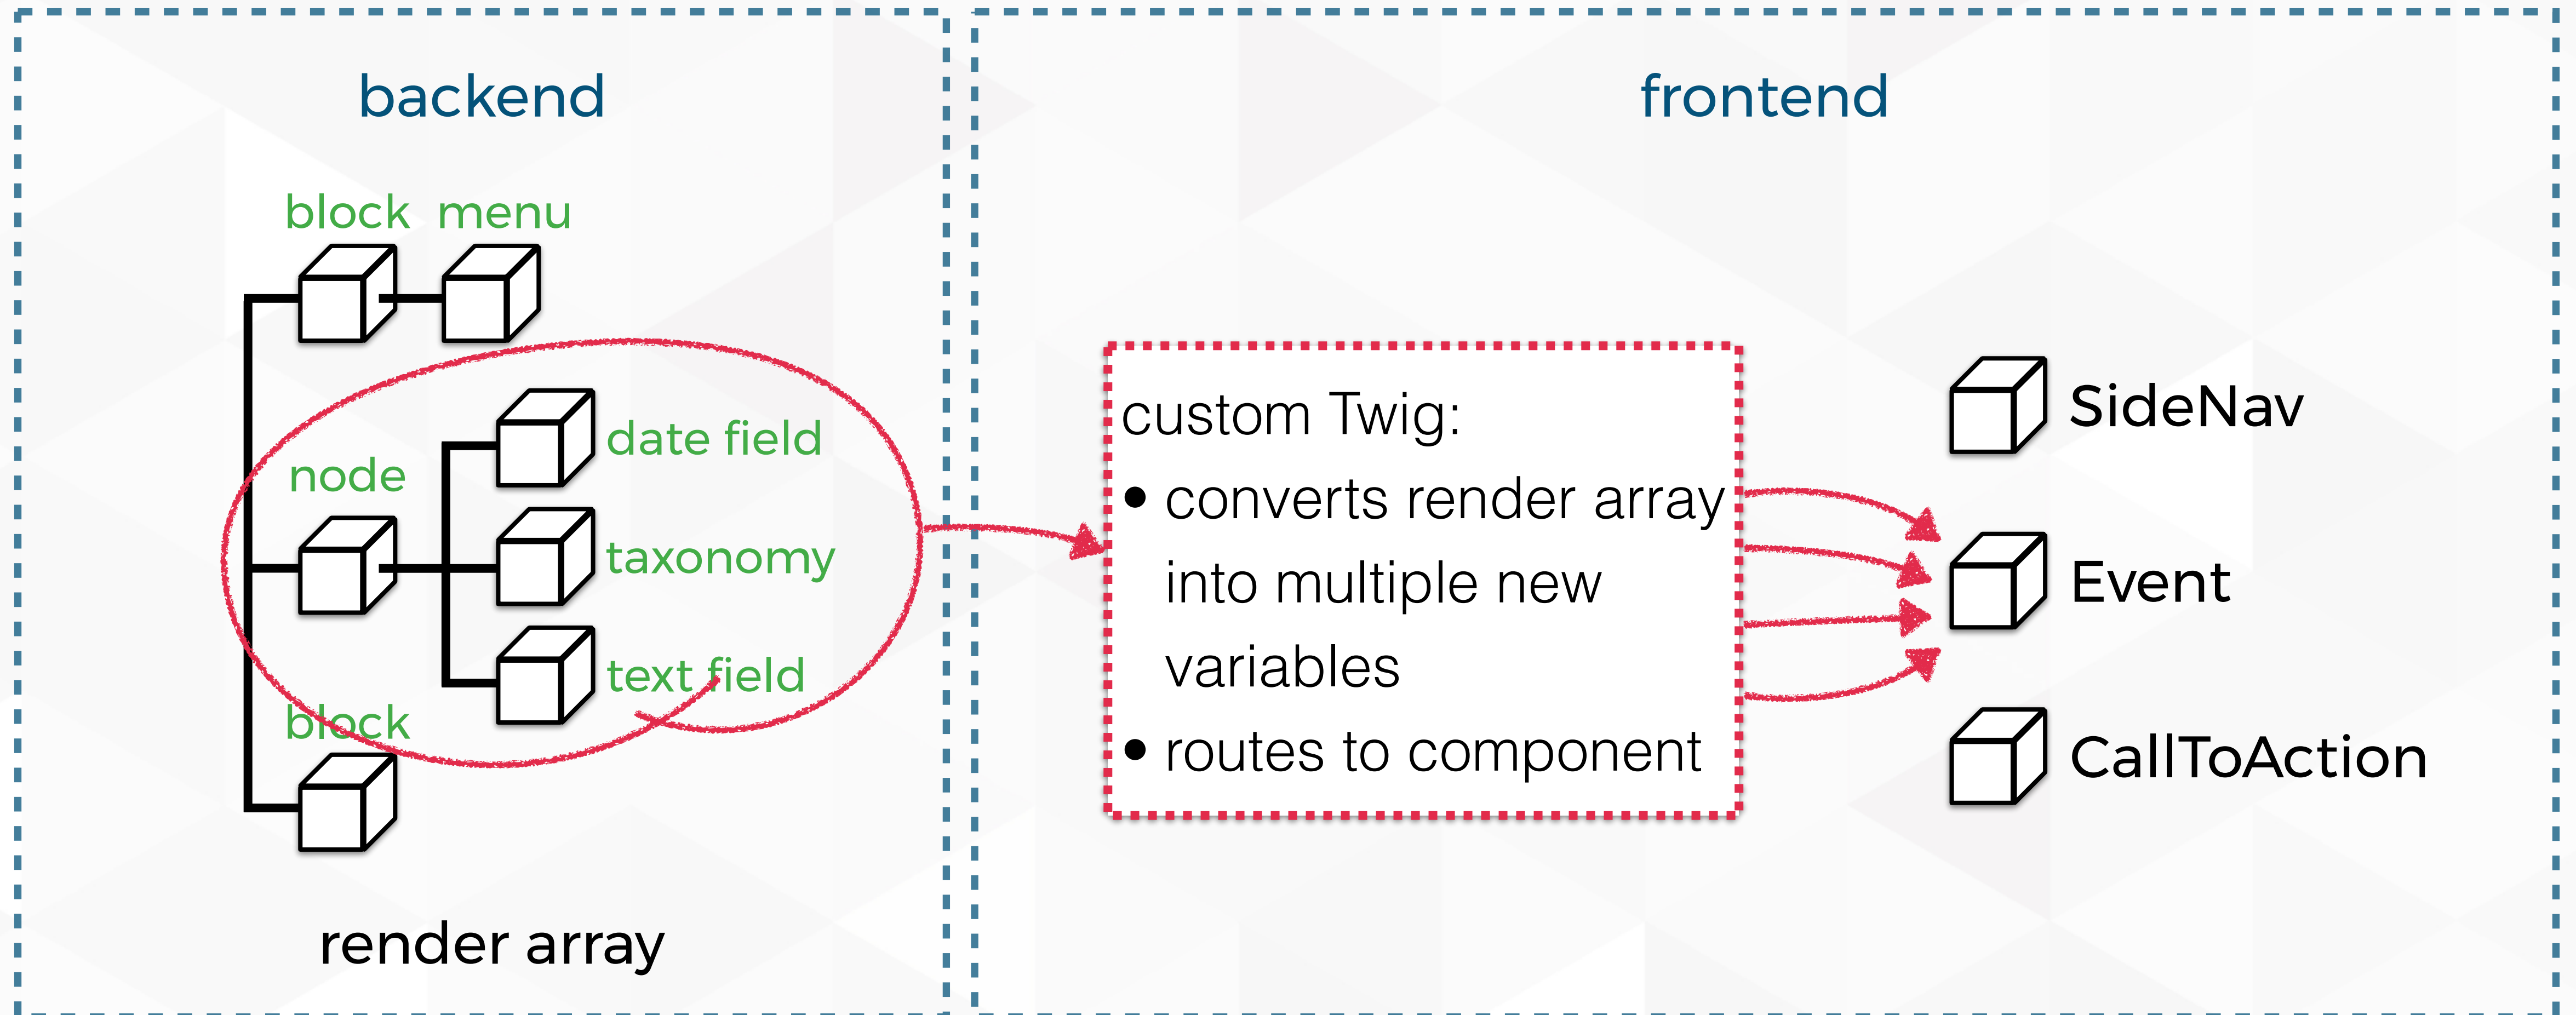 backend
block menu
date field
node
taxonomy
text field
block
render array
frontend
custom Twig:
• converts render array
into multiple new
variables
• routes to component
SideNav
Event
CallToAction